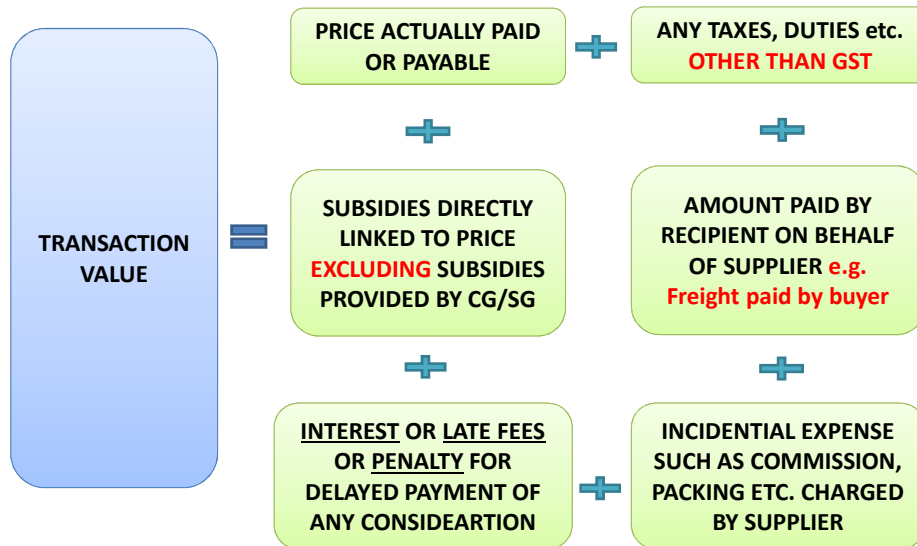 TRANSACTION
VALUE
PRICE ACTUALLY PAID
OR PAYABLE
ANY TAXES, DUTIES etc.
OTHER THAN GST
SUBSIDIES DIRECTLY
LINKED TO PRICE
EXCLUDING SUBSIDIES
PROVIDED BY CG/SG
AMOUNT PAID BY
RECIPIENT ON BEHALF
OF SUPPLIER e.g.
Freight paid by buyer
INTEREST OR LATE FEES
OR PENALTY FOR
DELAYED PAYMENT OF
ANY CONSIDEARTION
INCIDENTIAL EXPENSE
SUCH AS COMMISSION,
PACKING ETC. CHARGED
BY SUPPLIER